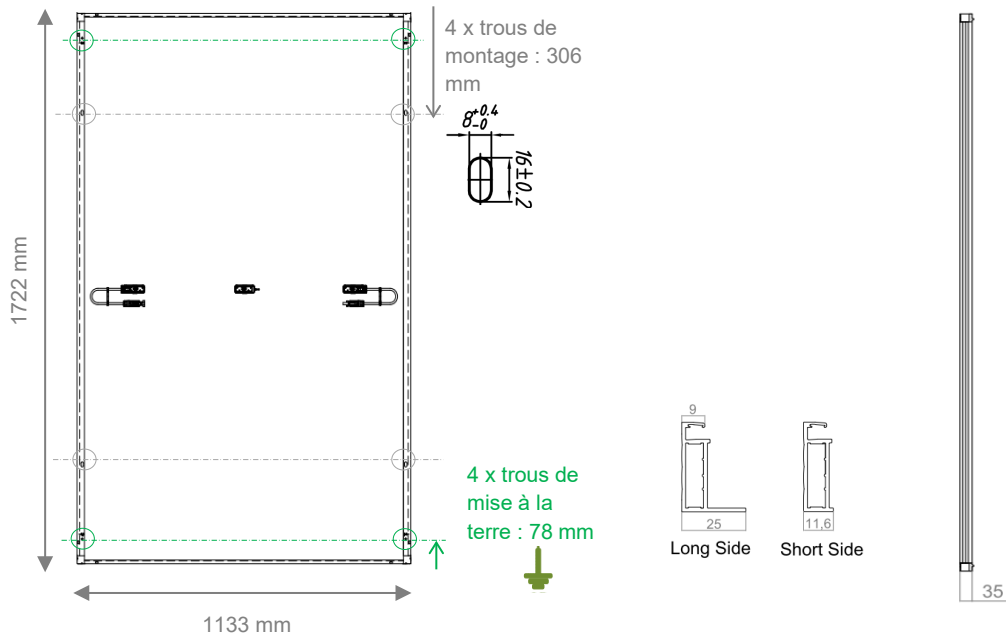 4 x trous de
montage : 306
mm
8 +0.4 -0
16±0.2
1722 mm
4 x trous de
mise à la
terre : 78 mm
1133 mm
9
25
Long Side
11,6
Short Side
35